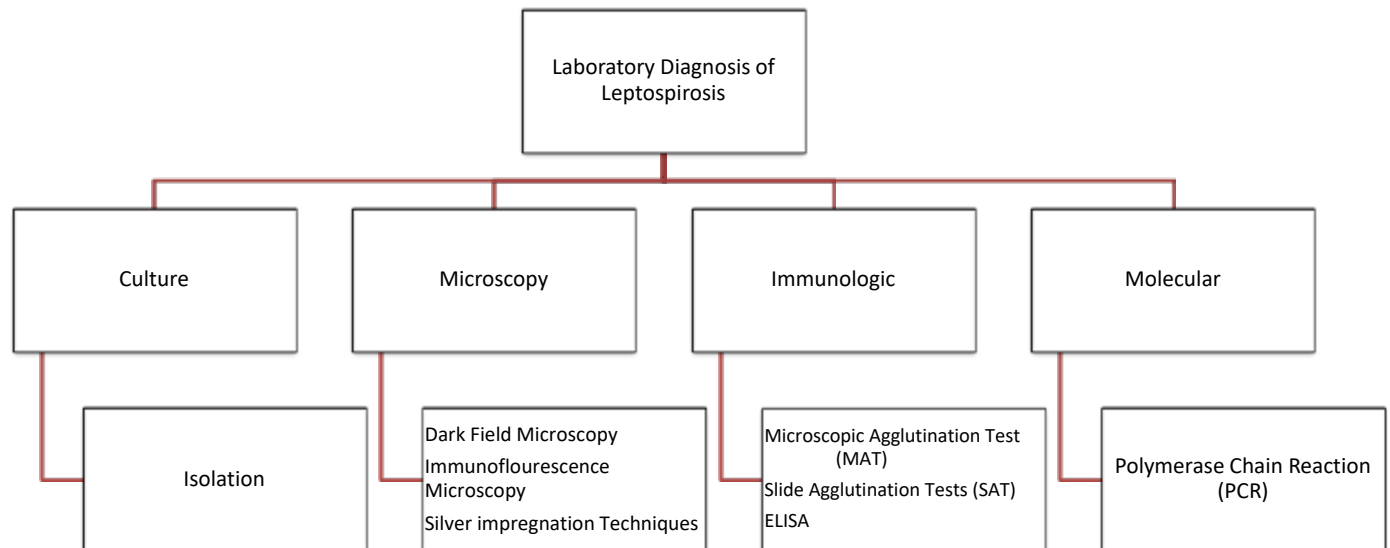 Laboratory Diagnosis of
Leptospirosis
Culture
Microscopy
Immunologic
Molecular
Isolation
Dark Field Microscopy
Immunoflourescence
Microscopy
Silver impregnation Techniques
Microscopic Agglutination Test
(MAT)
Slide Agglutination Tests (SAT)
ELISA
Polymerase Chain Reaction
(PCR)